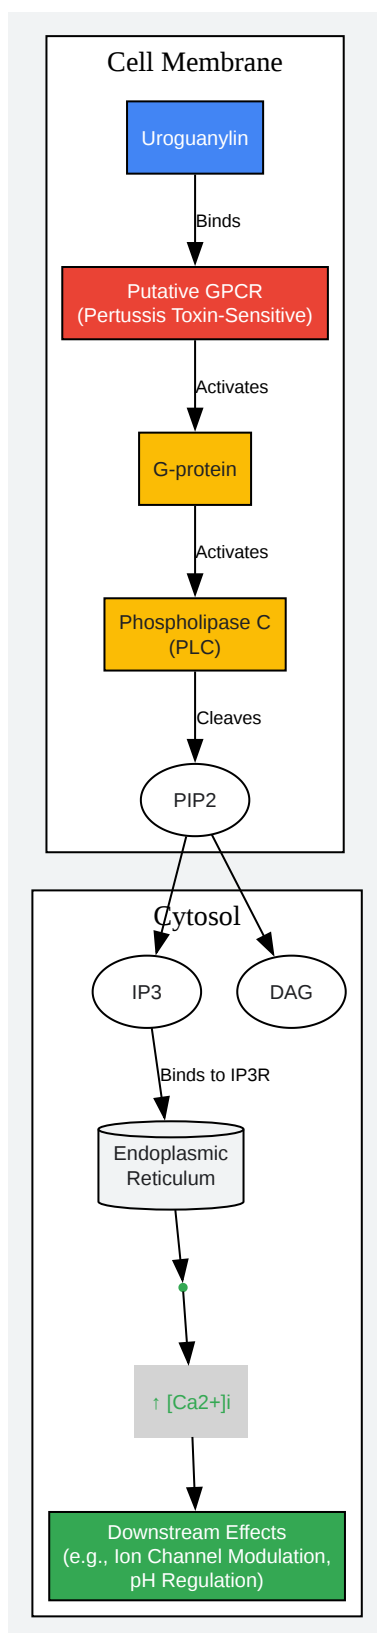 Cell Membrane
Uroguanylin
Binds
Putative GPCR
(Pertussis Toxin-Sensitive)
Activates
G-protein
Activates
Phospholipase C
(PLC)
Cleaves
PIP2
Cytosol
IP3
DAG
Binds to IP3R
Endoplasmic
Reticulum
↑ [Ca2+]i
Downstream Effects
(e.g., Ion Channel Modulation,
pH Regulation)